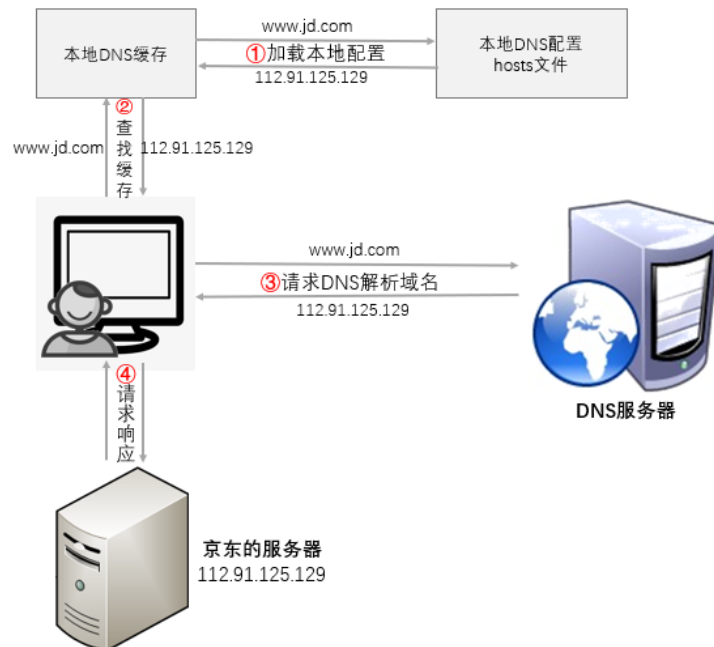 www.jd.com
本地DNS缓存
①加载本地配置
本地DNS配置
hosts文件
112.91.125.129
②查找缓存
www.jd.com
112.91.125.129
www.jd.com
③请求DNS解析域名
112.91.125.129
DNS服务器
④请求响应
京东的服务器
112.91.125.129